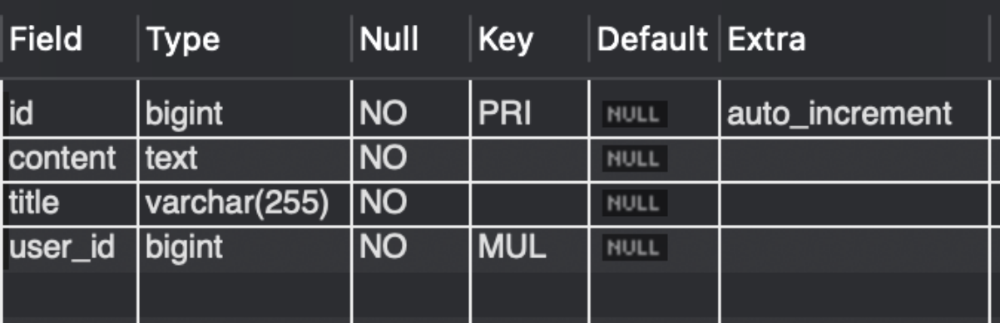 Field Type Null Key Default Extra
id bigint NO PRI NULL auto_increment
content text NO NULL
title varchar(255) NO NULL
user_id bigint NO MUL NULL